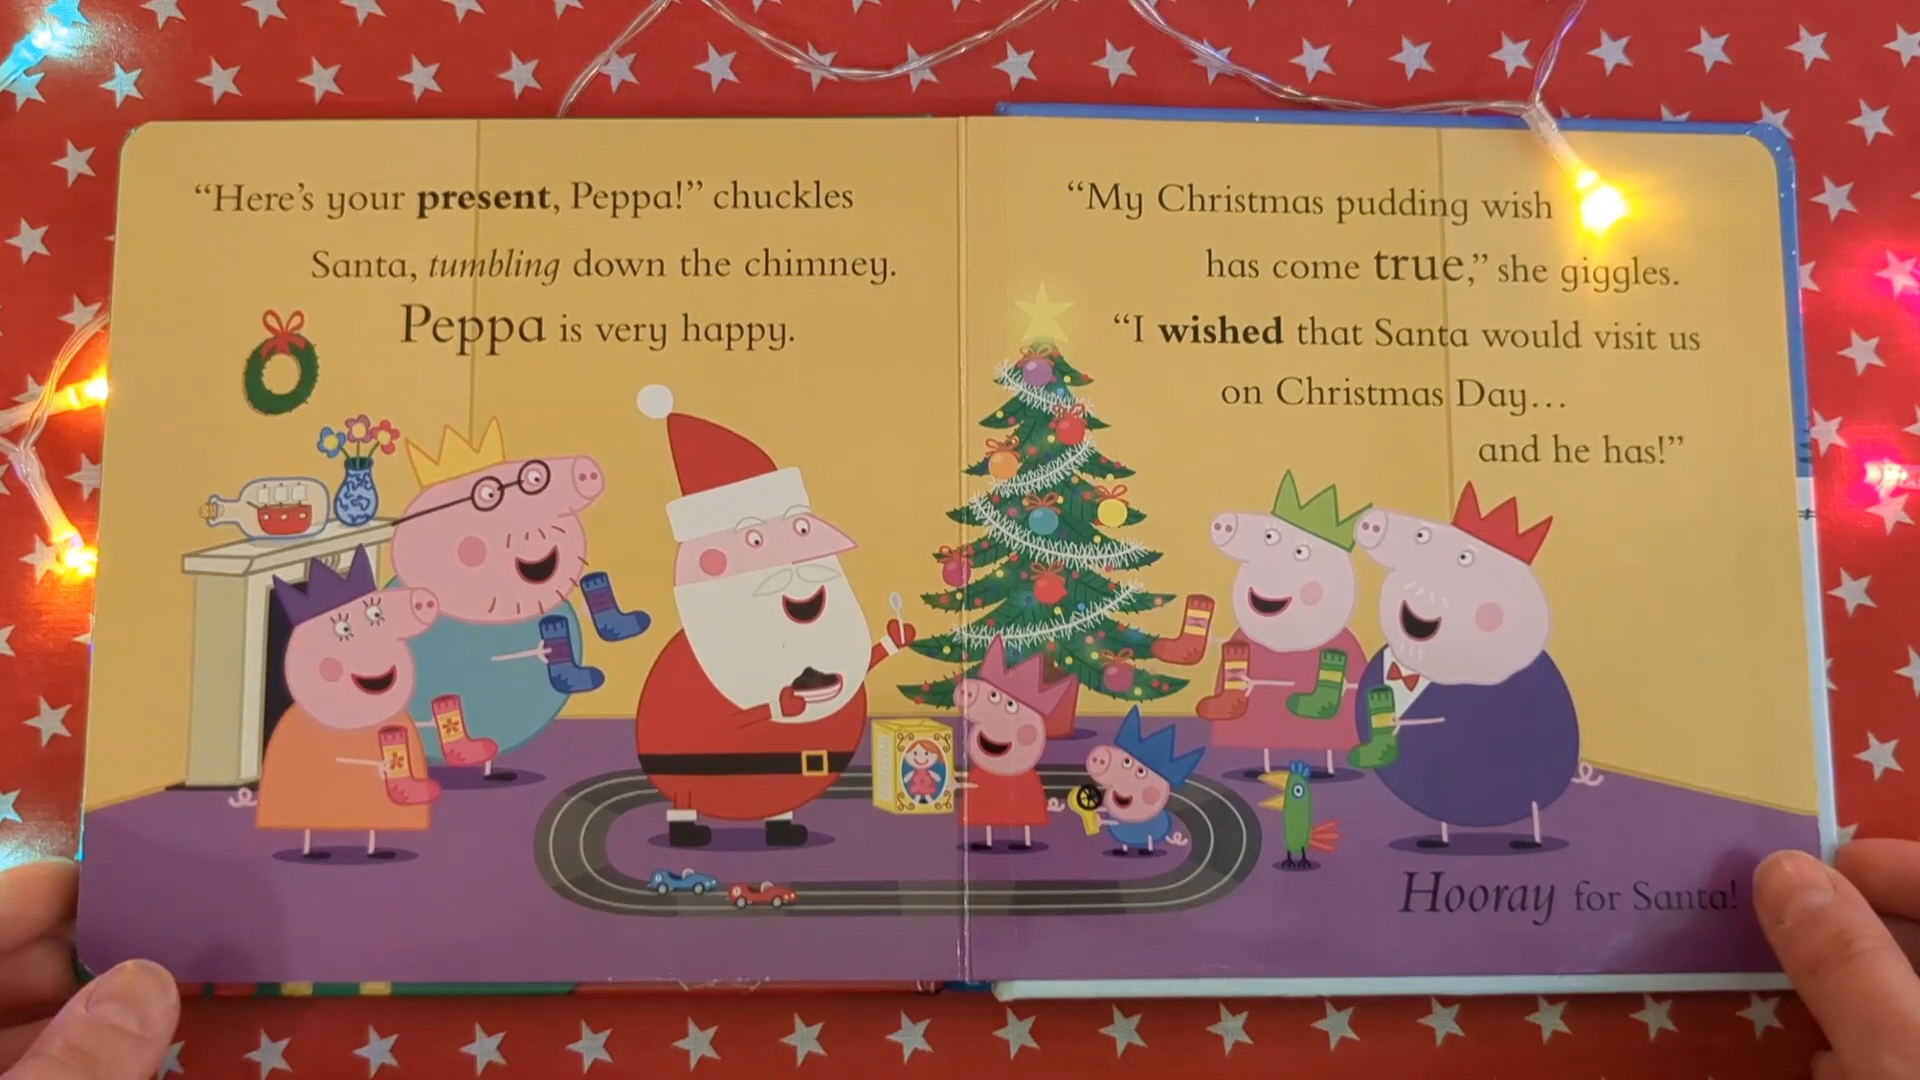 “Here’s your present, Peppa!” chuckles
Santa, tumbling down the chimney.
Peppa is very happy.
“My Christmas pudding wish
has come true,” she giggles.
“I wished that Santa would visit us
on Christmas Day...
and he has!”
Hooray for Santa!